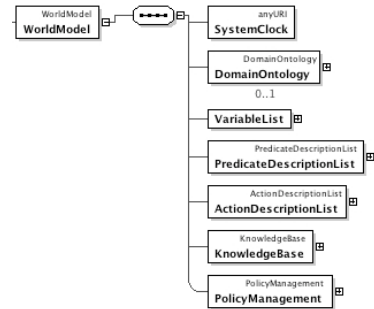 WorldModel
WorldModel
anyURI
SystemClock
DomainOntology
DomainOntology
0..1
VariableList
PredicateDescriptionList
PredicateDescriptionList
ActionDescriptionList
ActionDescriptionList
KnowledgeBase
KnowledgeBase
PolicyManagement
PolicyManagement